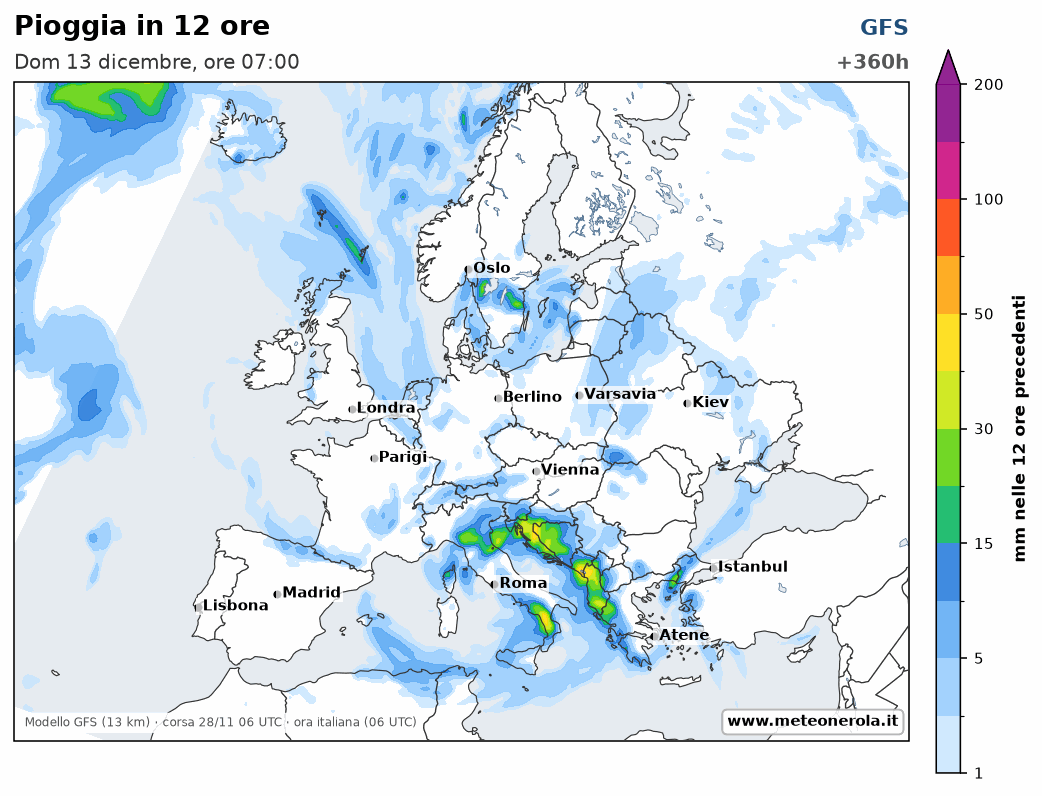 Pioggia in 12 ore
GFS
Dom 13 dicembre, ore 07:00
+360h
200
100
50
30
15
5
1
mm nelle 12 ore precedenti
Oslo
Londra
Berlino
Varsavia
Kiev
Parigi
Vienna
Istanbul
Roma
Madrid
Lisbona
Atene
Modello GFS (13 km) · corsa 28/11 06 UTC · ora italiana (06 UTC)
www.meteonerola.it